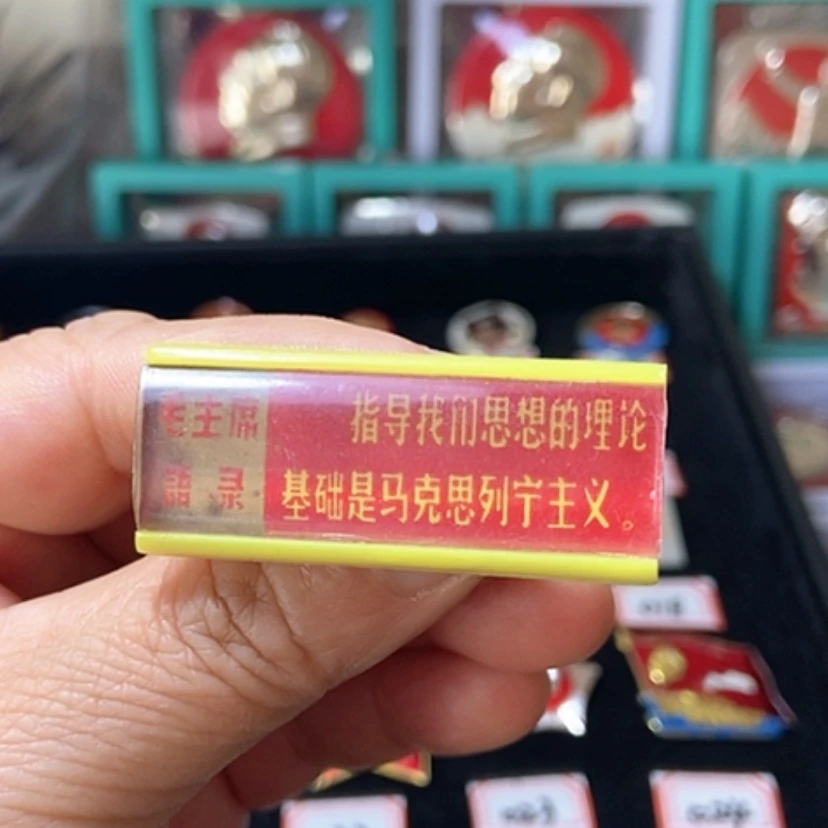 毛主席
語录
指导我们思想的理论
基础是马克思列宁主义。